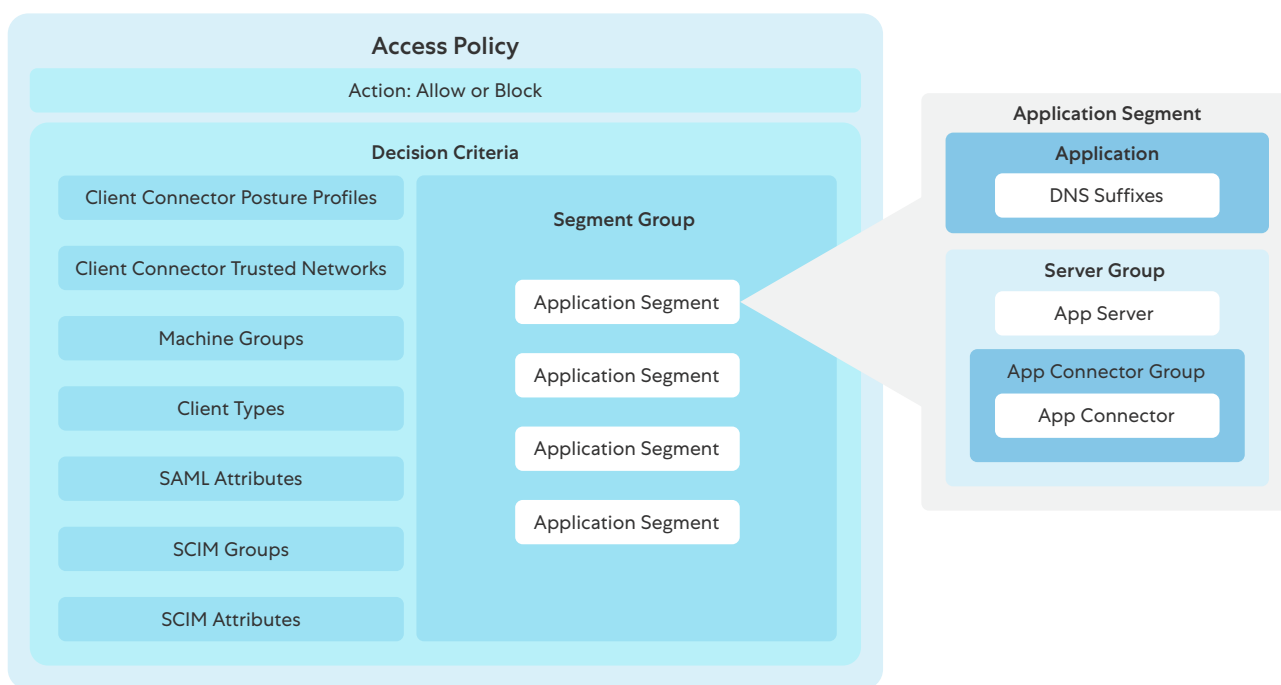 Access Policy
Action: Allow or Block
Decision Criteria
Client Connector Posture Profiles
Client Connector Trusted Networks
Machine Groups
Client Types
SAML Attributes
SCIM Groups
SCIM Attributes
Segment Group
Application Segment
Application Segment
Application Segment
Application Segment
Application Segment
Application
DNS Suffixes
Server Group
App Server
App Connector Group
App Connector